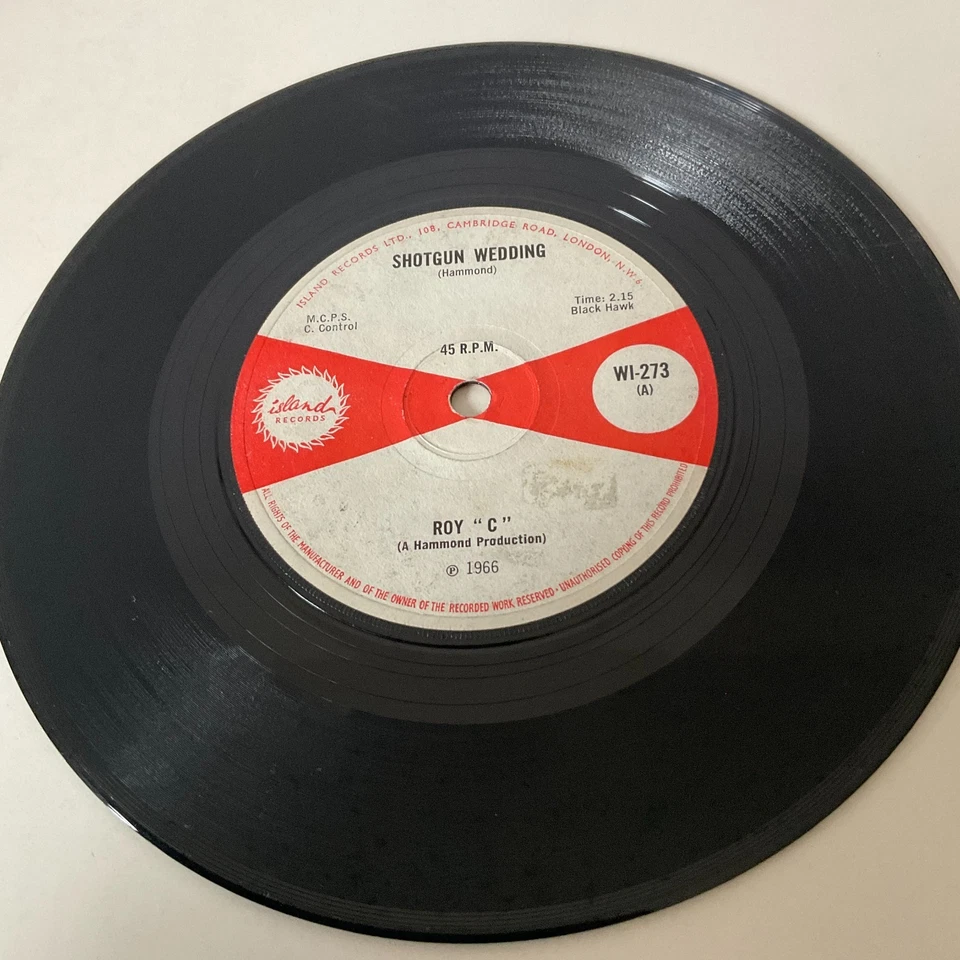 ISLAND RECORDS LTD., 108, CAMBRIDGE ROAD, LONDON, N.W.6.
SHOTGUN WEDDING
(Hammond)
M.C.P.S.
C. Control
Time: 2.15
Black Hawk
45 R.P.M.
island
RECORDS
WI-273
(A)
ROY “ C ”
(A Hammond Production)
℗ 1966
ALL RIGHTS OF THE MANUFACTURER AND OF THE OWNER OF THE RECORDED WORK RESERVED · UNAUTHORISED COPYING OF THIS RECORD PROHIBITED